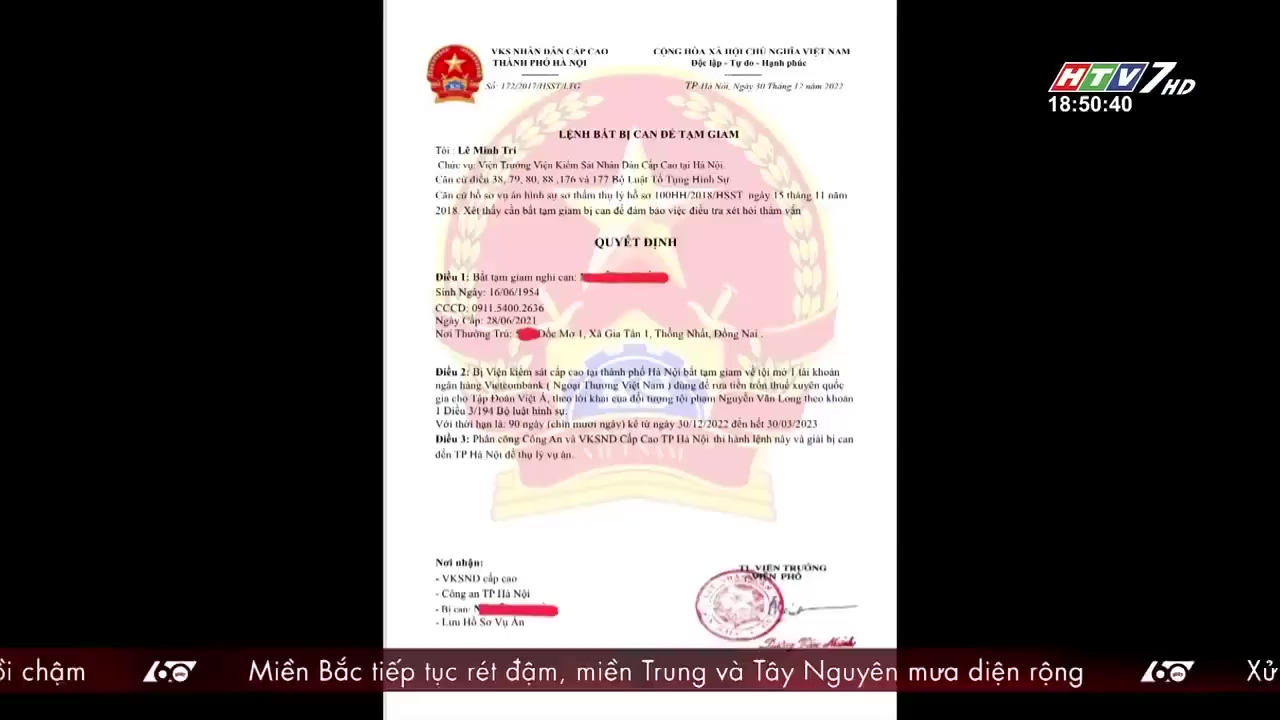 HTV7 HD
18:50:40
VKS NHÂN DÂN CẤP CAO
THÀNH PHỐ HÀ NỘI
Số: 172/2017/HSST/LTG
CỘNG HÒA XÃ HỘI CHỦ NGHĨA VIỆT NAM
Độc lập - Tự do - Hạnh phúc
TP Hà Nội, Ngày 30 Tháng 12 năm 2022
LỆNH BẮT BỊ CAN ĐỂ TẠM GIAM
Tôi : Lê Minh Trí
Chức vụ: Viện Trưởng Viện Kiểm Sát Nhân Dân Cấp Cao tại Hà Nội.
Căn cứ điều 38, 79, 80, 88 ,176 và 177 Bộ Luật Tố Tụng Hình Sự
Căn cứ hồ sơ vụ án hình sự sơ thẩm thụ lý hồ sơ 100HH/2018/HSST ngày 15 tháng 11 năm
2018. Xét thấy cần bắt tạm giam bị can để đảm bảo việc điều tra xét hỏi thẩm vấn
QUYẾT ĐỊNH
Điều 1: Bắt tạm giam nghi can:
Sinh Ngày: 16/06/1954
CCCD: 0911.5400.2636
Ngày Cấp: 28/06/2021
Nơi Thường Trú: Dốc Mơ 1, Xã Gia Tân 1, Thống Nhất, Đồng Nai .
Điều 2: Bị Viện kiểm sát cấp cao tại thành phố Hà Nội bắt tạm giam về tội mở 1 tài khoản
ngân hàng Vietcombank ( Ngoại Thương Việt Nam ) dùng để rửa tiền trốn thuế xuyên quốc
gia cho Tập Đoàn Việt Á, theo lời khai của đối tượng tội phạm Nguyễn Văn Long theo khoản
1 Điều 3/194 Bộ luật hình sự.
Với thời hạn là: 90 ngày (chín mươi ngày) kể từ ngày 30/12/2022 đến hết 30/03/2023
Điều 3: Phân công Công An và VKSND Cấp Cao TP Hà Nội thi hành lệnh này và giải bị can
đến TP Hà Nội để thụ lý vụ án.
VIỆT NAM
Nơi nhận:
- VKSND cấp cao
- Công an TP Hà Nội
- Bị can: N
- Lưu Hồ Sơ Vụ Án
TL VIỆN TRƯỞNG
VIỆN PHÓ
ồi chậm 60 giây Miền Bắc tiếp tục rét đậm, miền Trung và Tây Nguyên mưa diện rộng 60 giây Xử